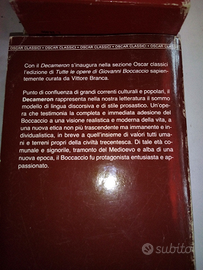 OSCAR CLASSICI • OSCAR CLASSICI • OSCAR CLASSICI • OSCAR CLASSICI
Con il Decameron s'inaugura nella sezione Oscar classici
l'edizione di Tutte le opere di Giovanni Boccaccio sapien-
temente curata da Vittore Branca.
Punto di confluenza di grandi correnti culturali e popolari, il
Decameron rappresenta nella nostra letteratura il sommo
modello di lingua discorsiva e di stile prosastico. Un'ope-
ra che testimonia la completa e immediata adesione del
Boccaccio a una visione realistica e moderna della vita, a
una nuova etica non più trascendente ma immanente e in-
dividualistica, in breve a quell'insieme di valori tutti uma-
ni e terreni propri della civiltà trecentesca. Di tale età co-
munale e signorile, tramonto del Medioevo e alba di una
nuova epoca, il Boccaccio fu protagonista entusiasta e ap-
passionato.
subito